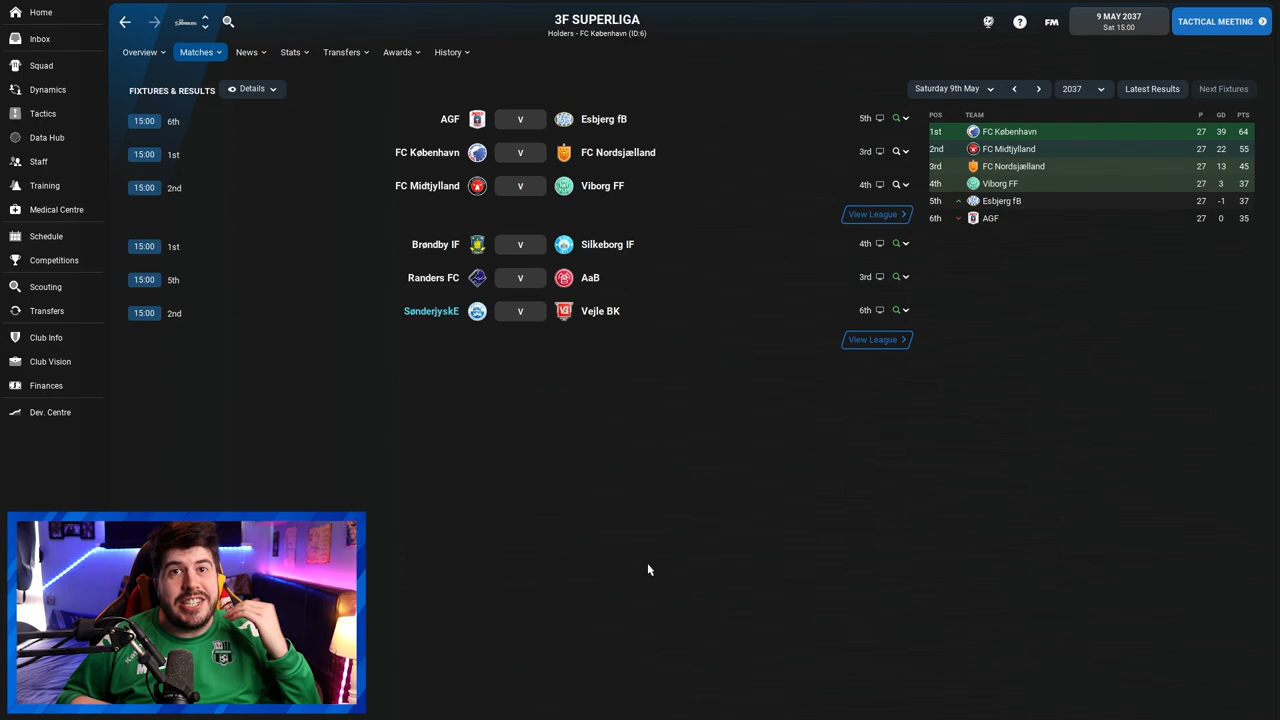 Home
Inbox
Squad
Dynamics
Tactics
Data Hub
Staff
Training
Medical Centre
Schedule
Competitions
Scouting
Transfers
Club Info
Club Vision
Finances
Dev. Centre
3F SUPERLIGA
Holders - FC København (ID:6)
FM
9 MAY 2037
Sat 15:00
TACTICAL MEETING
Overview
Matches
News
Stats
Transfers
Awards
History
FIXTURES & RESULTS
Details
Saturday 9th May
2037
Latest Results
Next Fixtures
15:00 6th AGF v Esbjerg fB 5th
15:00 1st FC København v FC Nordsjælland 3rd
15:00 2nd FC Midtjylland v Viborg FF 4th
View League
15:00 1st Brøndby IF v Silkeborg IF 4th
15:00 5th Randers FC v AaB 3rd
15:00 2nd SønderjyskE v Vejle BK 6th
View League
POS TEAM P GD PTS
1st FC København 27 39 64
2nd FC Midtjylland 27 22 55
3rd FC Nordsjælland 27 13 45
4th Viborg FF 27 3 37
5th Esbjerg fB 27 -1 37
6th AGF 27 0 35